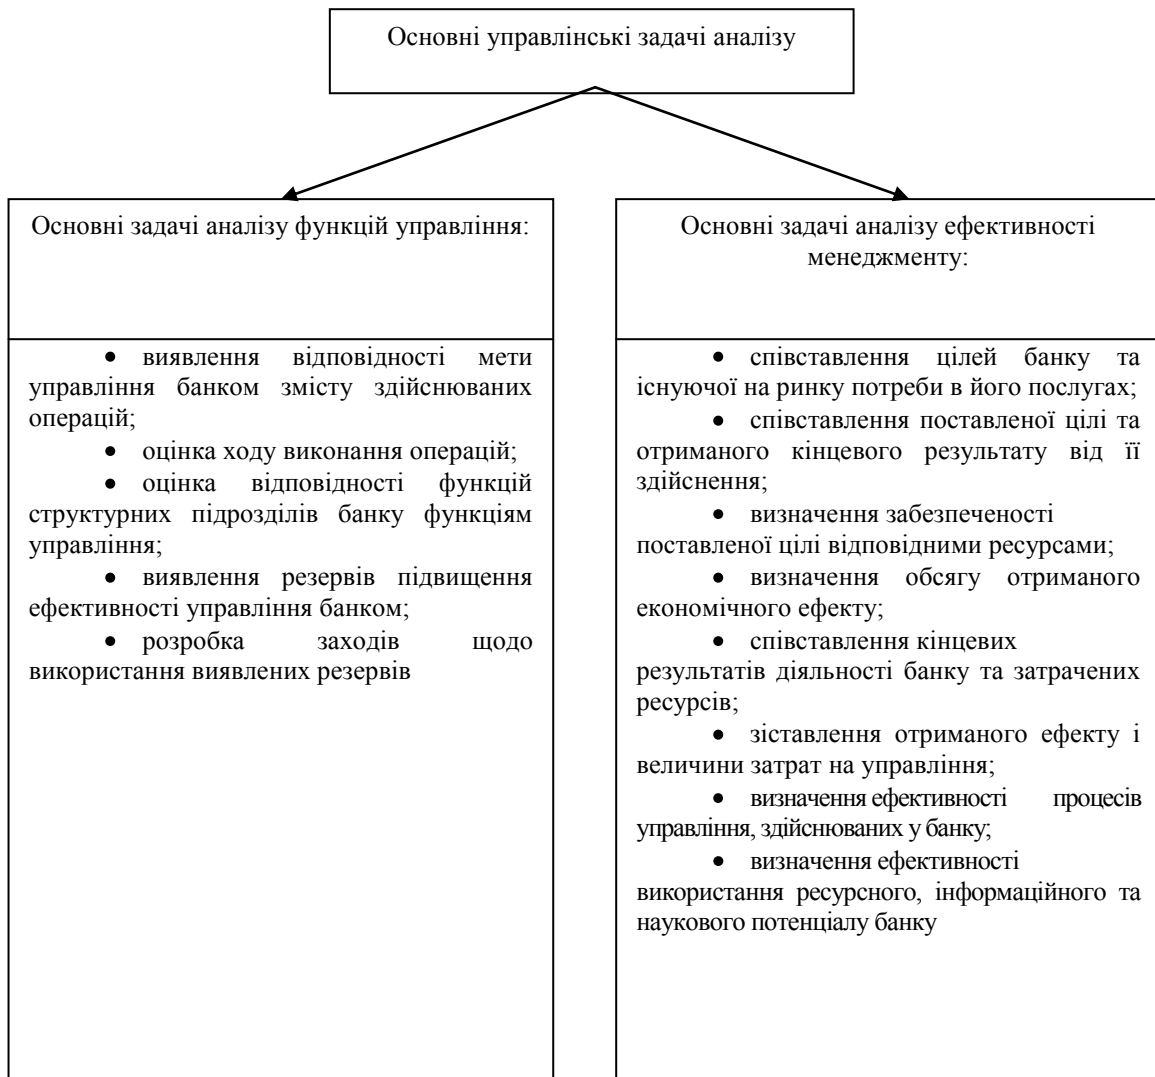 Основні управлінські задачі аналізу
Основні задачі аналізу функцій управління:
• виявлення відповідності мети
управління банком змісту здійснюваних
операцій;
• оцінка ходу виконання операцій;
• оцінка відповідності функцій
структурних підрозділів банку функціям
управління;
• виявлення резервів підвищення
ефективності управління банком;
• розробка заходів щодо
використання виявлених резервів
Основні задачі аналізу ефективності
менеджменту:
• співставлення цілей банку та
існуючої на ринку потреби в його послугах;
• співставлення поставленої цілі та
отриманого кінцевого результату від її
здійснення;
• визначення забезпеченості
поставленої цілі відповідними ресурсами;
• визначення обсягу отриманого
економічного ефекту;
• співставлення кінцевих
результатів діяльності банку та затрачених
ресурсів;
• зіставлення отриманого ефекту і
величини затрат на управління;
• визначення ефективності процесів
управління, здійснюваних у банку;
• визначення ефективності
використання ресурсного, інформаційного та
наукового потенціалу банку